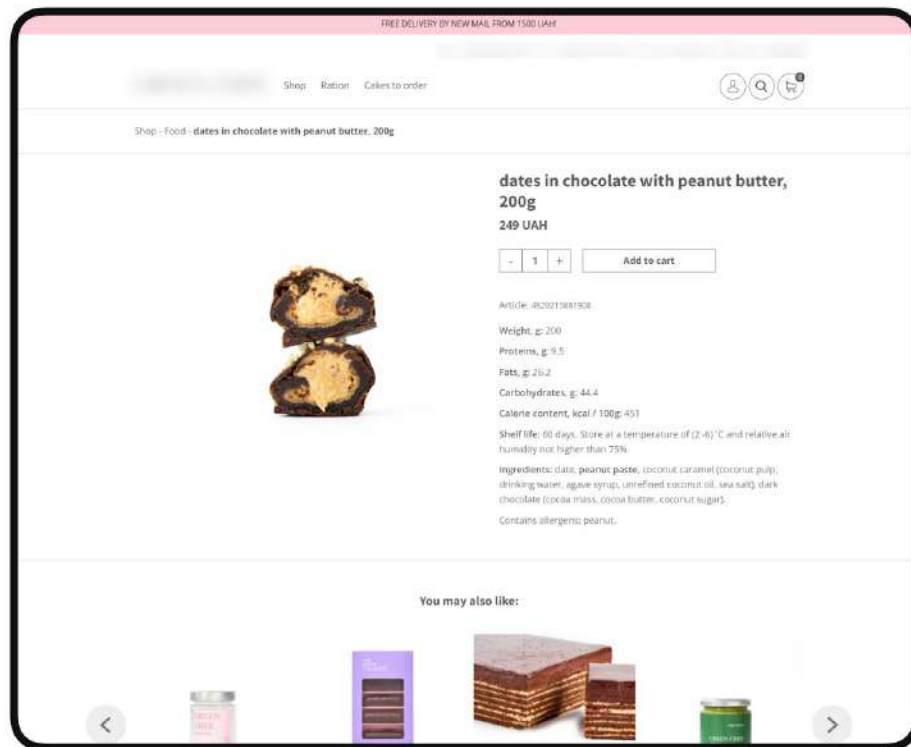 FREE DELIVERY BY NEW MAIL FROM 1500 UAH!
Shop Ration Cakes to order
0
Shop - Food - dates in chocolate with peanut butter, 200g
dates in chocolate with peanut butter,
200g
249 UAH
- 1 + Add to cart
Article: 4820215881908
Weight, g: 200
Proteins, g: 9.5
Fats, g: 26.2
Carbohydrates, g: 44.4
Calorie content, kcal / 100g: 451
Shelf life: 60 days. Store at a temperature of (2 -6)°C and relative air
humidity not higher than 75%
Ingredients: date, peanut paste, coconut caramel (coconut pulp,
drinking water, agave syrup, unrefined coconut oil, sea salt), dark
chocolate (cocoa mass, cocoa butter, coconut sugar).
Contains allergens: peanut.
You may also like:
< >
GREEN CHEF